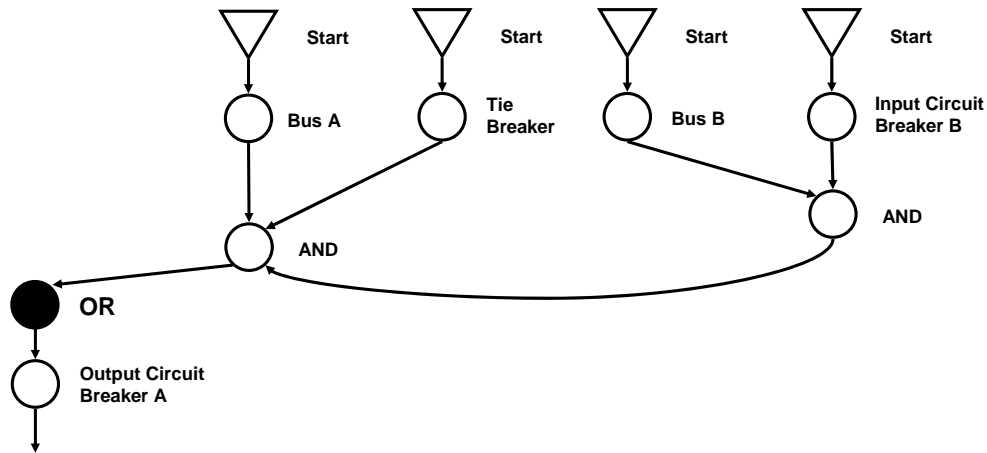 Start
Start
Start
Start
Bus A
Tie
Breaker
Bus B
Input Circuit
Breaker B
AND
AND
OR
Output Circuit
Breaker A